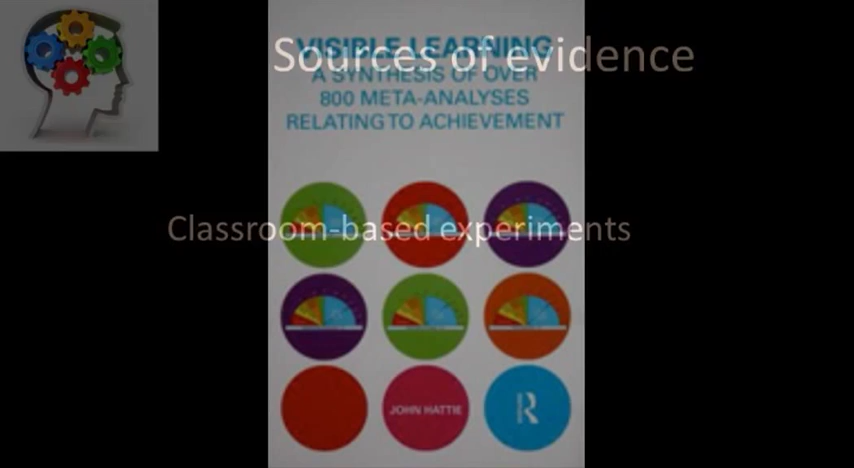 Sources of evidence
VISIBLE LEARNING
A SYNTHESIS OF OVER
800 META-ANALYSES
RELATING TO ACHIEVEMENT
Classroom-based experiments
JOHN HATTIE
R